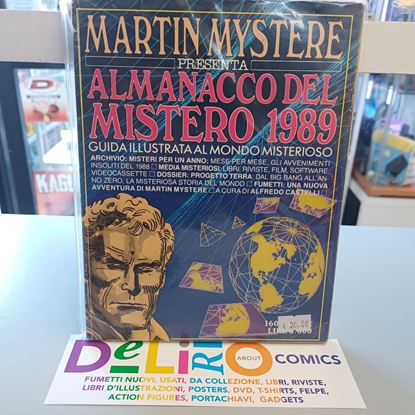 MARTIN MYSTÈRE
PRESENTA
ALMANACCO DEL
MISTERO 1989
GUIDA ILLUSTRATA AL MONDO MISTERIOSO
ARCHIVIO: MISTERI PER UN ANNO: MESE PER MESE, GLI AVVENIMENTI
INSOLITI DEL 1988 □ MEDIA MISTERIOSI: LIBRI, RIVISTE, FILM, SOFTWARE,
VIDEOCASSETTE □ DOSSIER: PROGETTO TERRA: DAL BIG BANG ALL'AN-
NO ZERO, LA MISTERIOSA STORIA DEL MONDO □ FUMETTI: UNA NUOVA
AVVENTURA DI MARTIN MYSTERE □ A CURA DI ALFREDO CASTELLI □
160
€ 20,00
DeLiRiO ABOUT COMICS
FUMETTI NUOVI, USATI, DA COLLEZIONE, LIBRI, RIVISTE,
LIBRI D'ILLUSTRAZIONI, POSTERS, DVD, T-SHIRTS, FELPE,
ACTION FIGURES, PORTACHIAVI, GADGETS